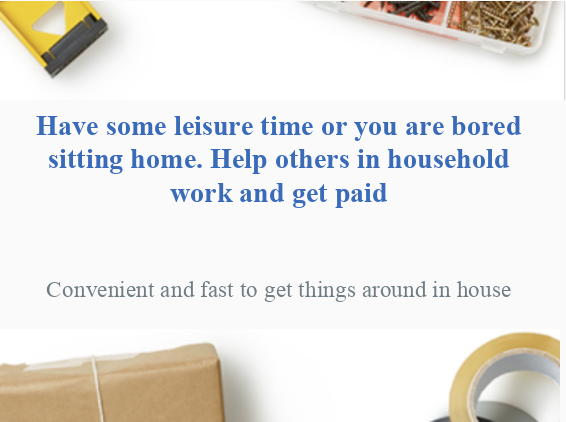 Have some leisure time or you are bored
sitting home. Help others in household
work and get paid
Convenient and fast to get things around in house